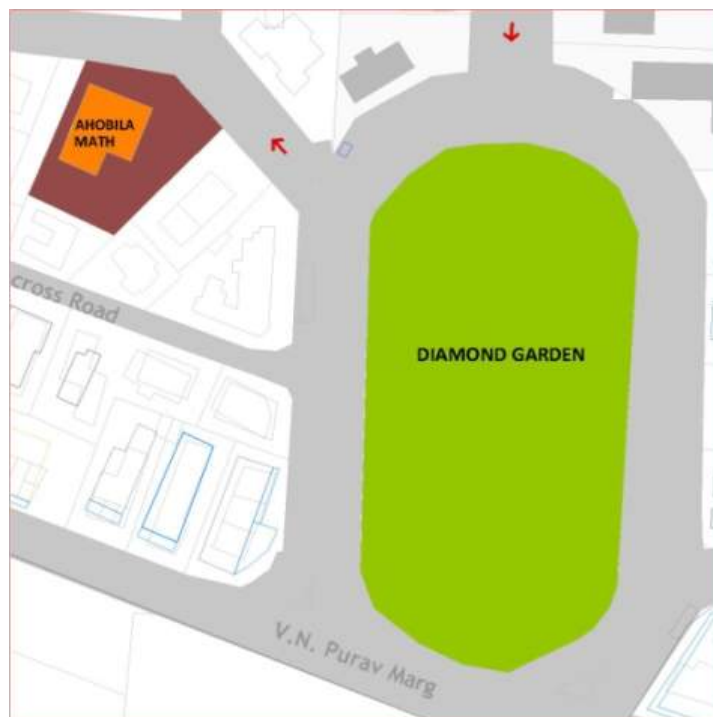 AHOBILA
MATH
cross Road
DIAMOND GARDEN
V.N. Purav Marg